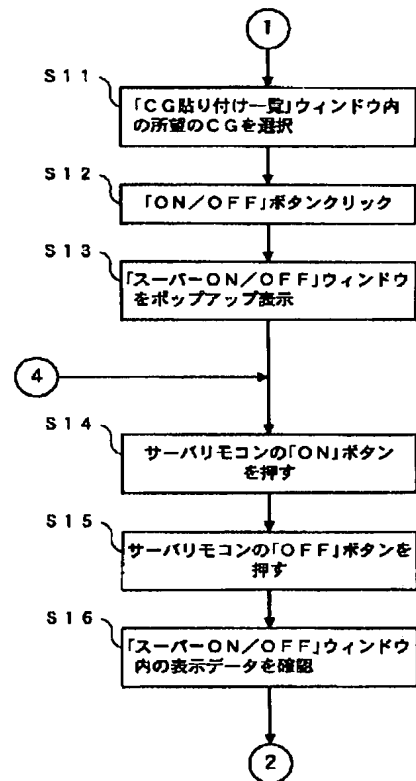 1
S11
「CG貼り付け一覧」ウィンドウ内
の所望のCGを選択
S12
「ON/OFF」ボタンクリック
S13
「スーパーON/OFF」ウィンドウ
をポップアップ表示
4
S14
サーバリモコンの「ON」ボタン
を押す
S15
サーバリモコンの「OFF」ボタンを
押す
S16
「スーパーON/OFF」ウィンドウ
内の表示データを確認
2